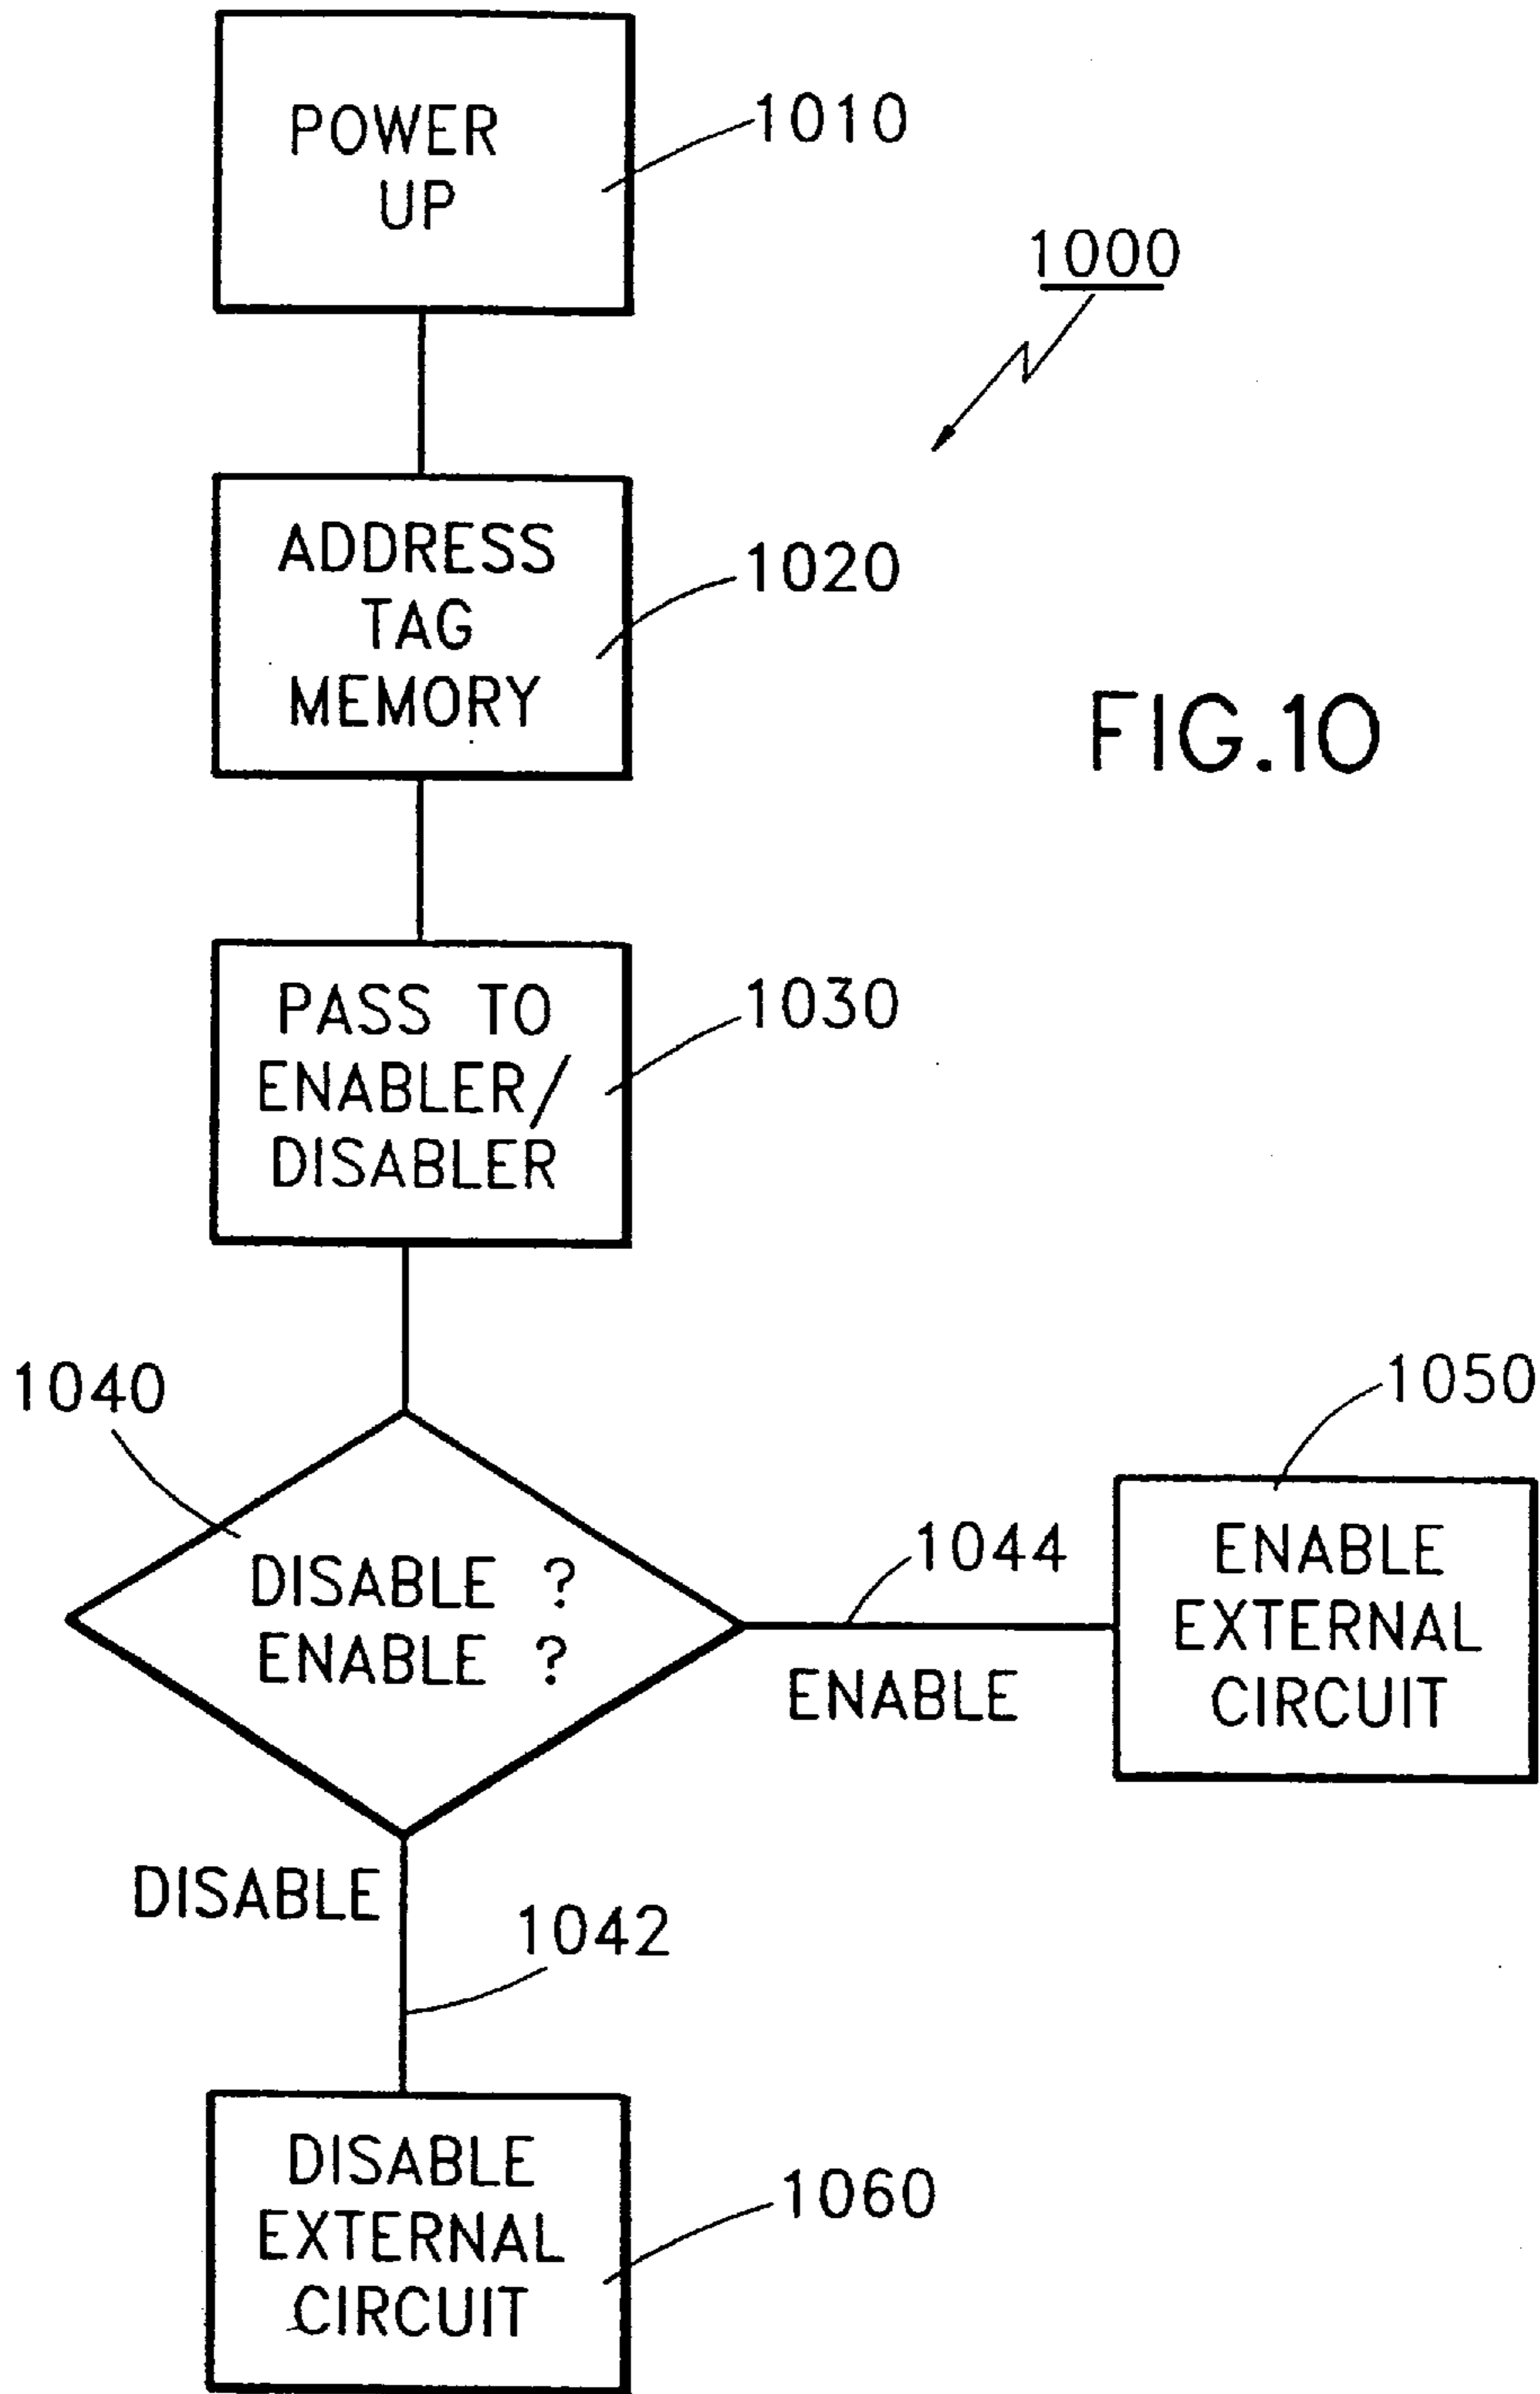 POWER
UP
1010
1000
ADDRESS
TAG
MEMORY
1020
FIG.10
PASS TO
ENABLER/
DISABLER
1030
1040
DISABLE ?
ENABLE ?
1044
ENABLE
1050
ENABLE
EXTERNAL
CIRCUIT
DISABLE
1042
DISABLE
EXTERNAL
CIRCUIT
1060